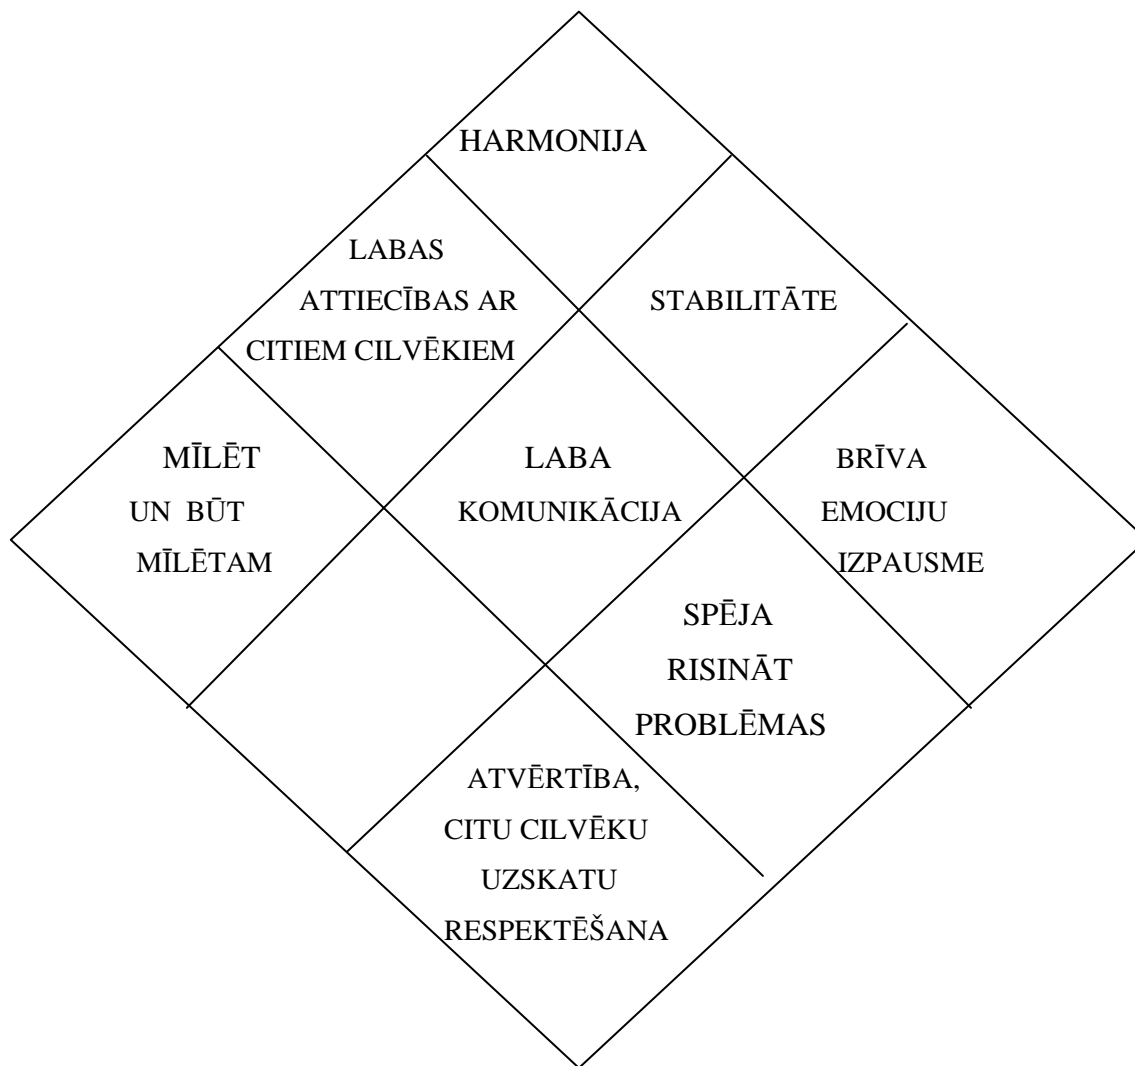 HARMONIJA
LABAS
ATTIECĪBAS AR
CITIEM CILVĒKIEM
STABILITĀTE
MĪLĒT
UN BŪT
MĪLĒTAM
LABA
KOMUNIKĀCIJA
BRĪVA
EMOCIJU
IZPAUSME
SPĒJA
RISINĀT
PROBLĒMAS
ATVĒRTĪBA,
CITU CILVĒKU
UZSKATU
RESPEKTĒŠANA